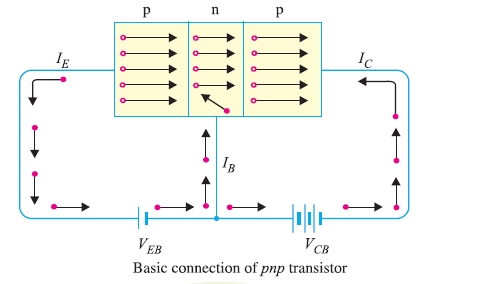 p n p
I_E I_C
I_B
V_EB V_CB
Basic connection of pnp transistor